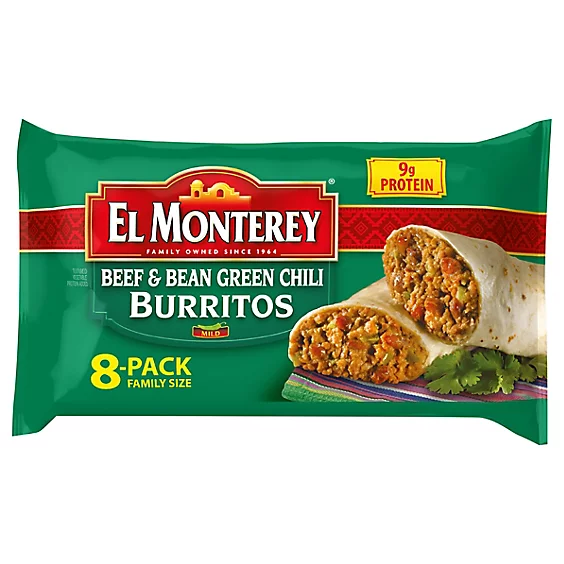 9g
PROTEIN
EL MONTEREY®
FAMILY OWNED SINCE 1964
BEEF & BEAN GREEN CHILI
BURRITOS
MILD
8-PACK
FAMILY SIZE